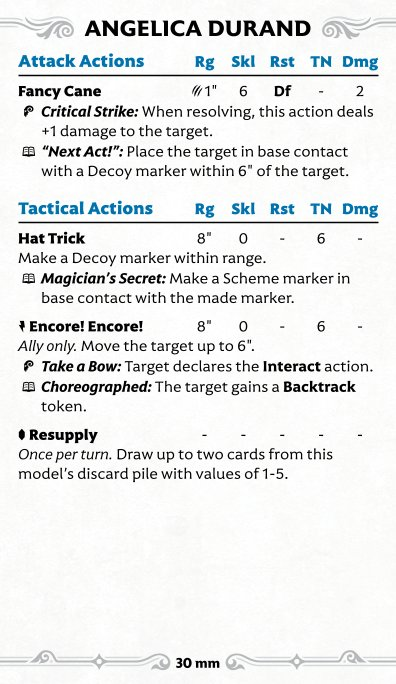 ANGELICA DURAND
Attack Actions Rg Skl Rst TN Dmg
Fancy Cane 1" 6 Df - 2
Critical Strike: When resolving, this action deals
+1 damage to the target.
“Next Act!”: Place the target in base contact
with a Decoy marker within 6" of the target.
Tactical Actions Rg Skl Rst TN Dmg
Hat Trick 8" 0 - 6 -
Make a Decoy marker within range.
Magician’s Secret: Make a Scheme marker in
base contact with the made marker.
Encore! Encore! 8" 0 - 6 -
Ally only. Move the target up to 6".
Take a Bow: Target declares the Interact action.
Choreographed: The target gains a Backtrack
token.
Resupply - - - - -
Once per turn. Draw up to two cards from this
model’s discard pile with values of 1-5.
30 mm